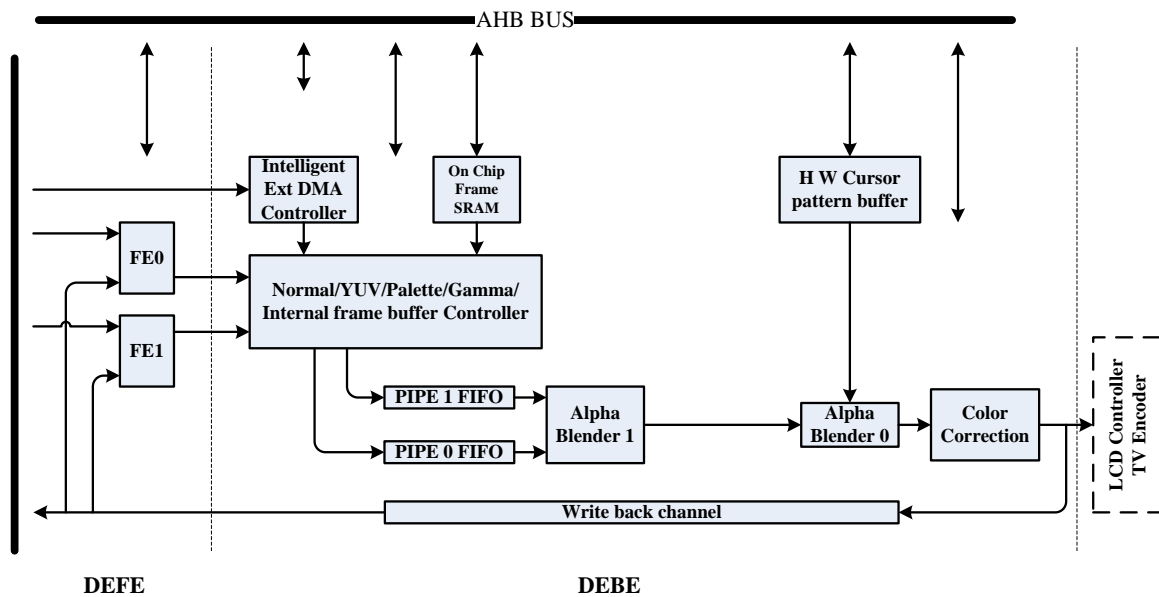 AHB BUS
Intelligent
Ext DMA
Controller
On Chip
Frame
SRAM
H W Cursor
pattern buffer
FE0
Normal/YUV/Palette/Gamma/
Internal frame buffer Controller
FE1
PIPE 1 FIFO
PIPE 0 FIFO
Alpha
Blender 1
Alpha
Blender 0
Color
Correction
LCD Controller
TV Encoder
Write back channel
DEFE
DEBE